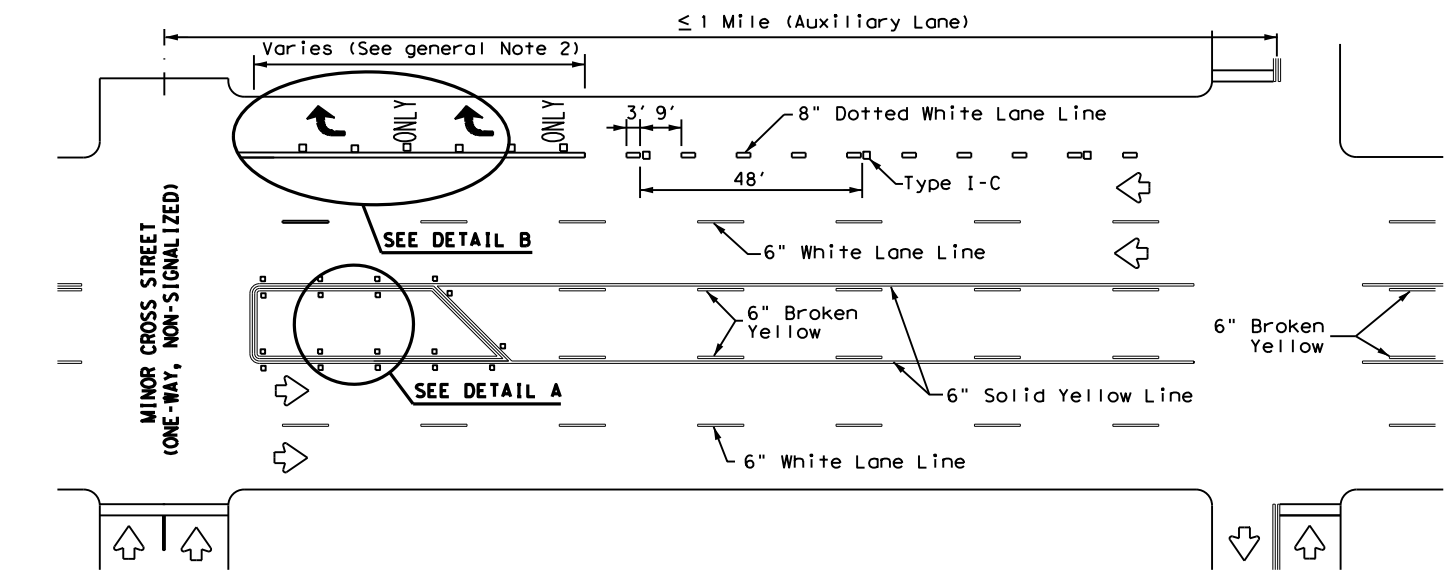 ≤ 1 Mile (Auxiliary Lane)
Varies (See general Note 2)
ONLY
ONLY
3' 9'
8" Dotted White Lane Line
48'
Type I-C
SEE DETAIL B
6" White Lane Line
MINOR CROSS STREET
(ONE-WAY, NON-SIGNALIZED)
6" Broken
Yellow
6" Broken
Yellow
SEE DETAIL A
6" Solid Yellow Line
6" White Lane Line